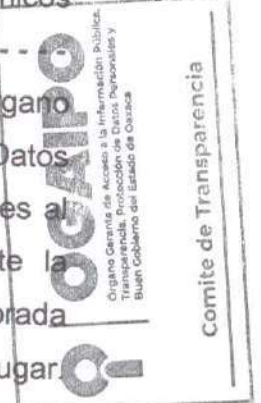 nicos
gano
Datos
es al
te la
orada
ugar.
OGAIPO
Órgano Garante de Acceso a la Información Pública,
Transparencia, Protección de Datos Personales y
Buen Gobierno del Estado de Oaxaca
Comite de Transparencia